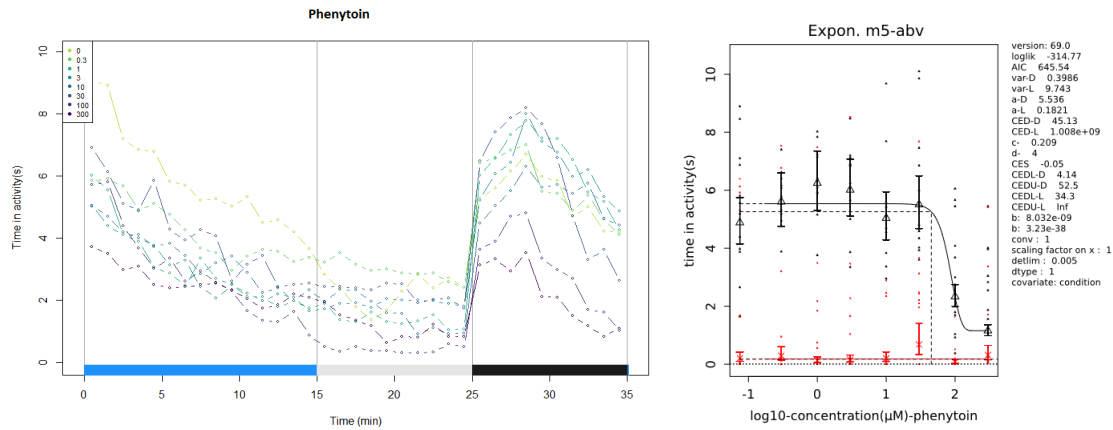 Phenytoin
10
8
6
4
2
0
Time in activity(s)
0
0.3
1
3
10
30
100
300
0
5
10
15
20
25
30
35
Time (min)
Expon. m5-abv
10
8
6
4
2
0
time in activity(s)
-1
0
1
2
log10-concentration(μM)-phenytoin
version: 69.0
loglik -314.77
AIC 645.54
var-D 0.3986
var-L 9.743
a-D 5.536
a-L 0.1821
CED-D 45.13
CED-L 1.008e+09
c- 0.209
d- 4
CES -0.05
CEDL-D 4.14
CEDU-D 52.5
CEDL-L 34.3
CEDU-L Inf
b: 8.032e-09
b: 3.23e-38
conv : 1
scaling factor on x : 1
detlim : 0.005
dtype : 1
covariate: condition